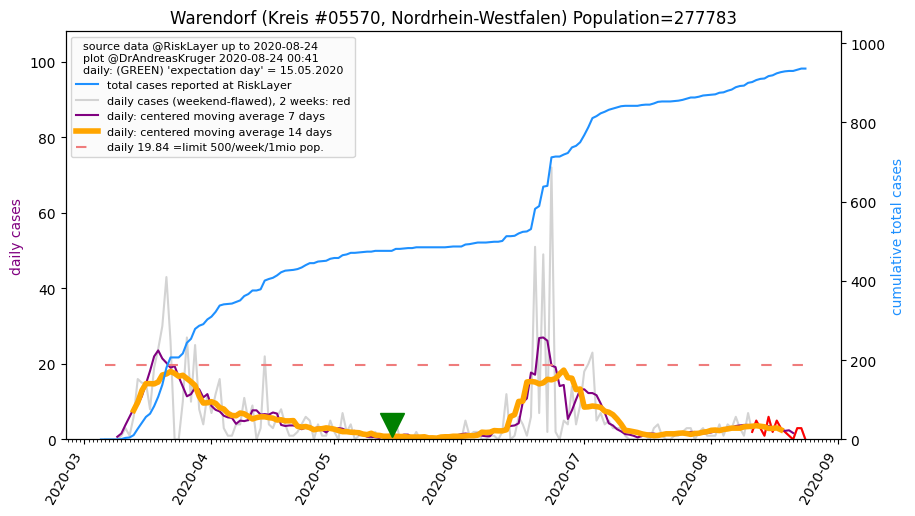 Warendorf (Kreis #05570, Nordrhein-Westfalen) Population=277783
source data @RiskLayer up to 2020-08-24
plot @DrAndreasKruger 2020-08-24 00:41
daily: (GREEN) 'expectation day' = 15.05.2020
total cases reported at RiskLayer
daily cases (weekend-flawed), 2 weeks: red
daily: centered moving average 7 days
daily: centered moving average 14 days
daily 19.84 =limit 500/week/1mio pop.
daily cases
100
80
60
40
20
0
cumulative total cases
1000
800
600
400
200
0
2020-03
2020-04
2020-05
2020-06
2020-07
2020-08
2020-09